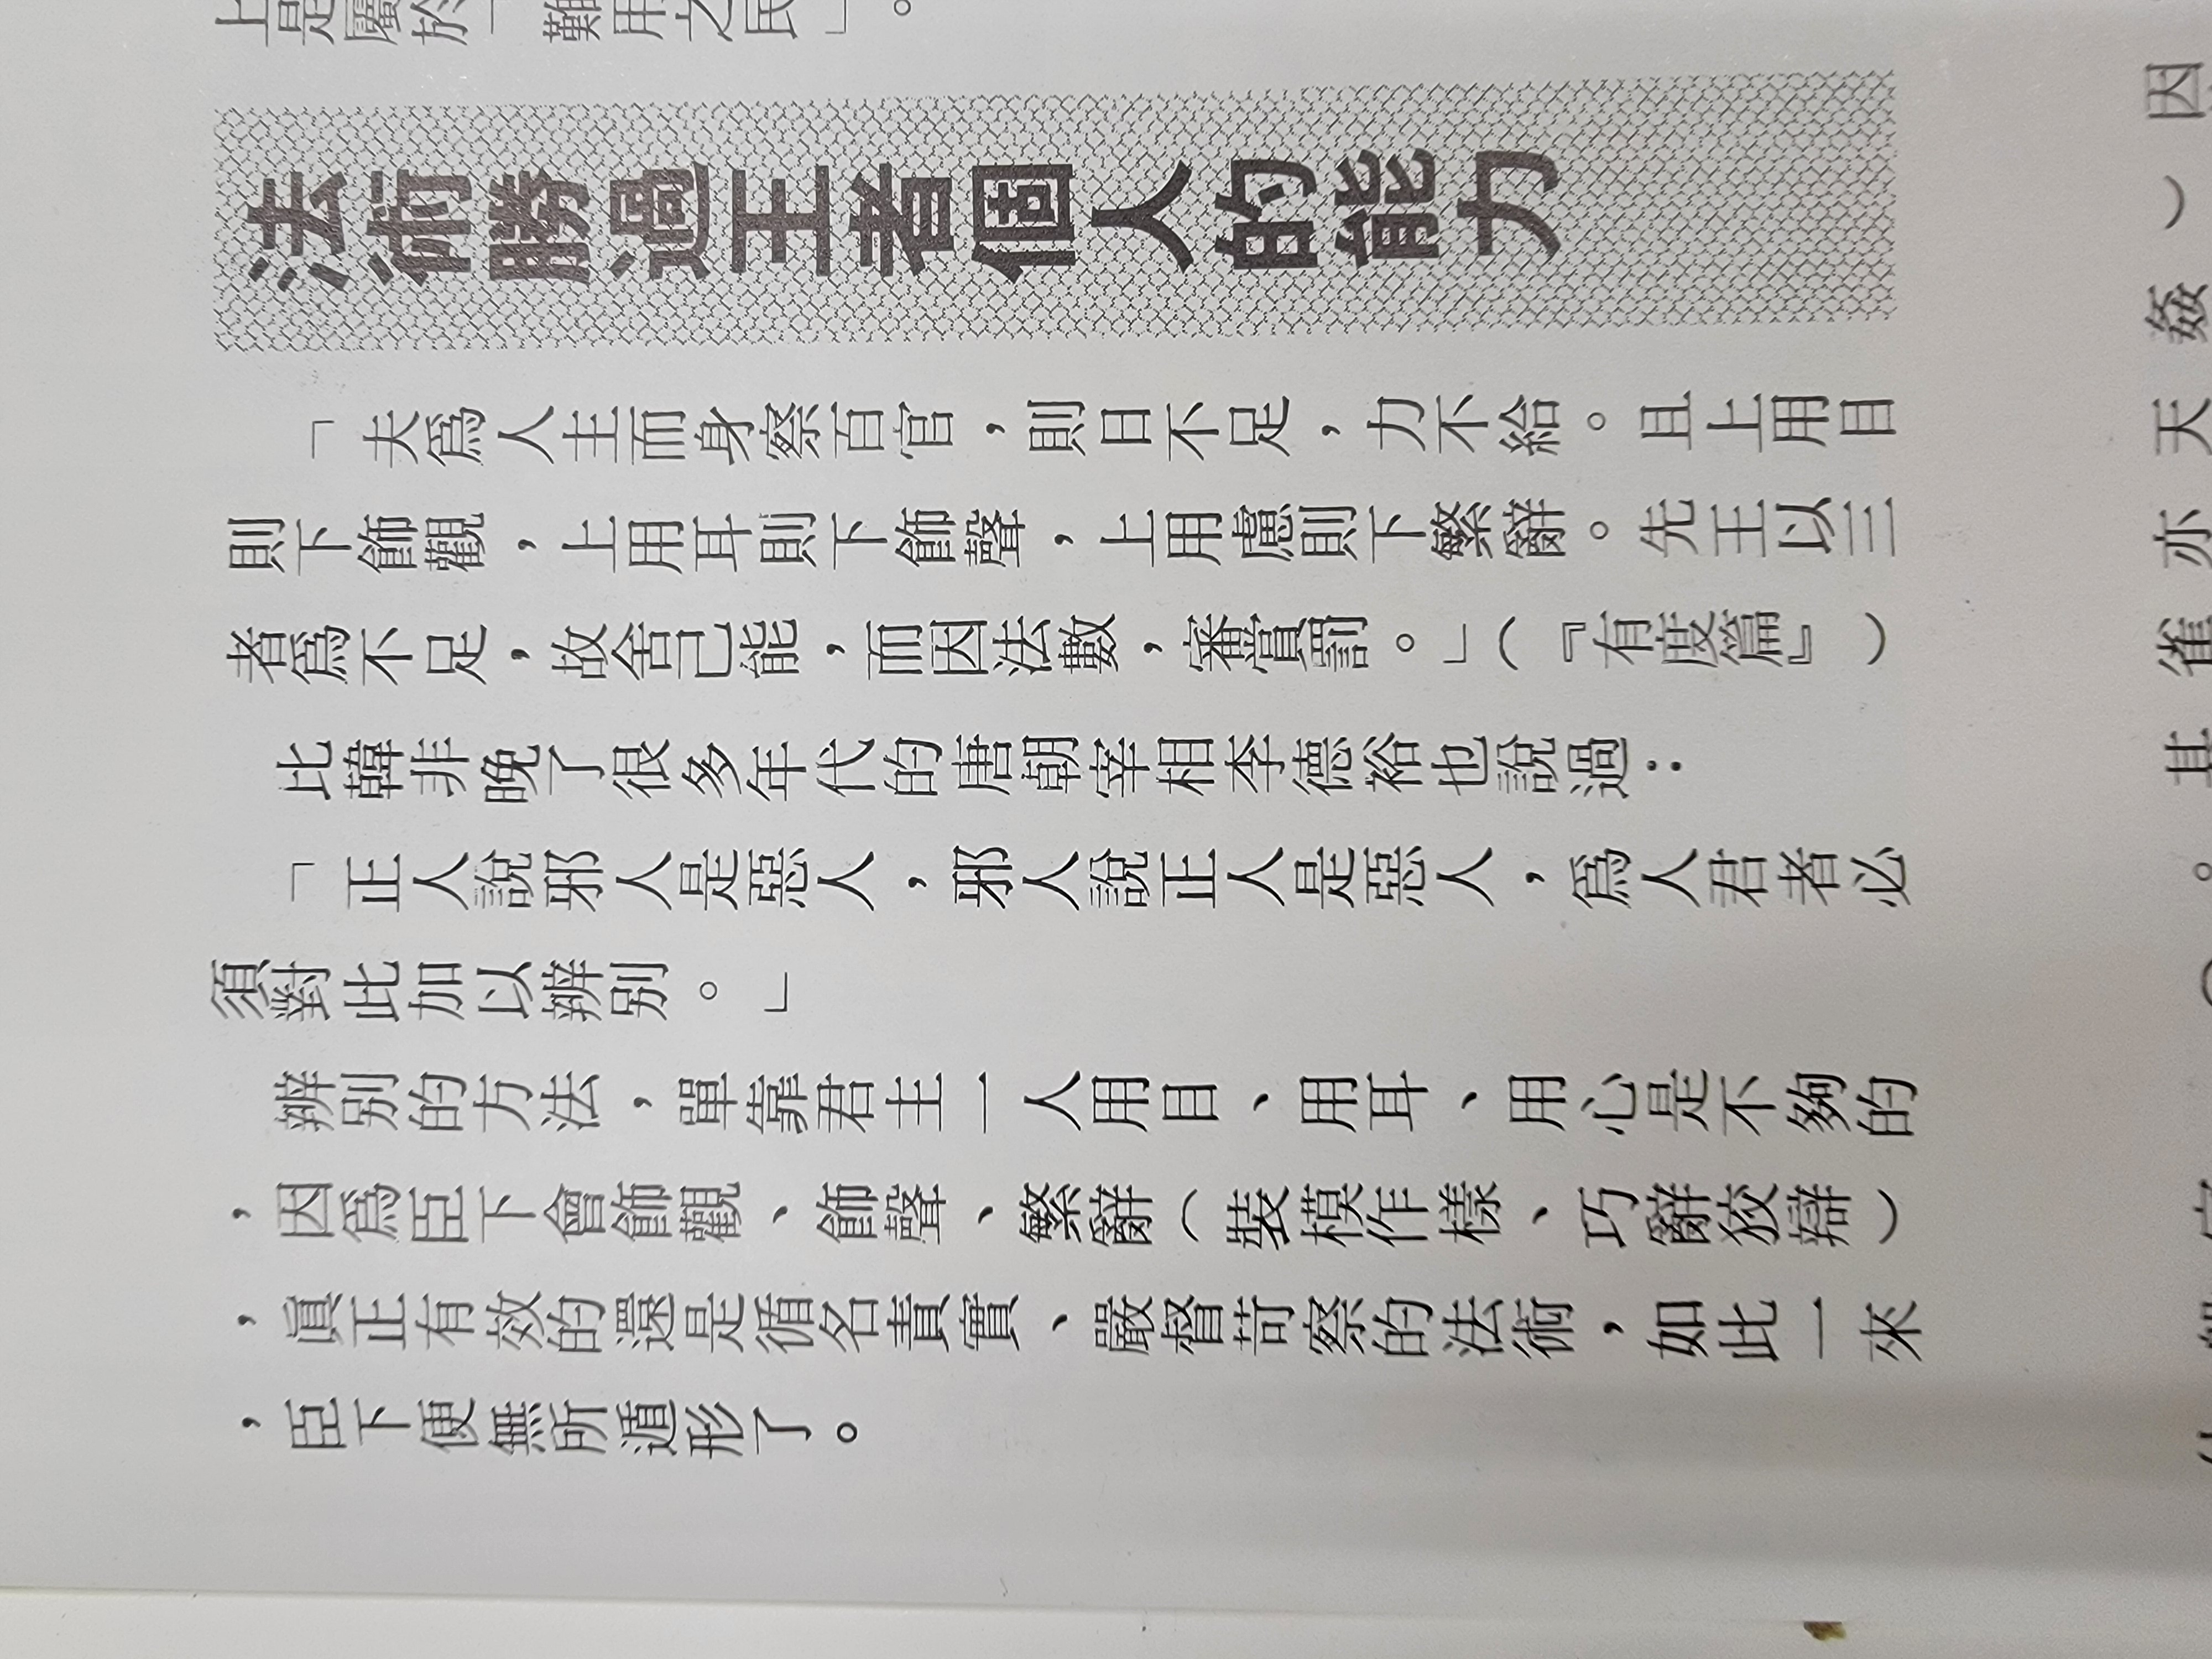 上是屬於「難用之民」。
法術勝過王者個人的能力
「夫爲人主而身察百官，則日不足，力不給。且上用目
則下飾觀，上用耳則下飾聲，上用慮則下繁辭。先王以三
者爲不足，故舍己能，而因法數，審賞罰。」（『有度篇』）
比韓非晚了很多年代的唐朝宰相李德裕也說過：
「正人說邪人是惡人，邪人說正人是惡人，爲人君者必
須對此加以辨別。」
辨別的方法，單靠君主一人用目、用耳、用心是不夠的
，因爲臣下會飾觀、飾聲、繁辭（裝模作樣、巧辭狡辯）
，眞正有效的還是循名責實、嚴督苛察的法術，如此一來
，臣下便無所遁形了。
因
）
姦
天
亦
雀
其
。